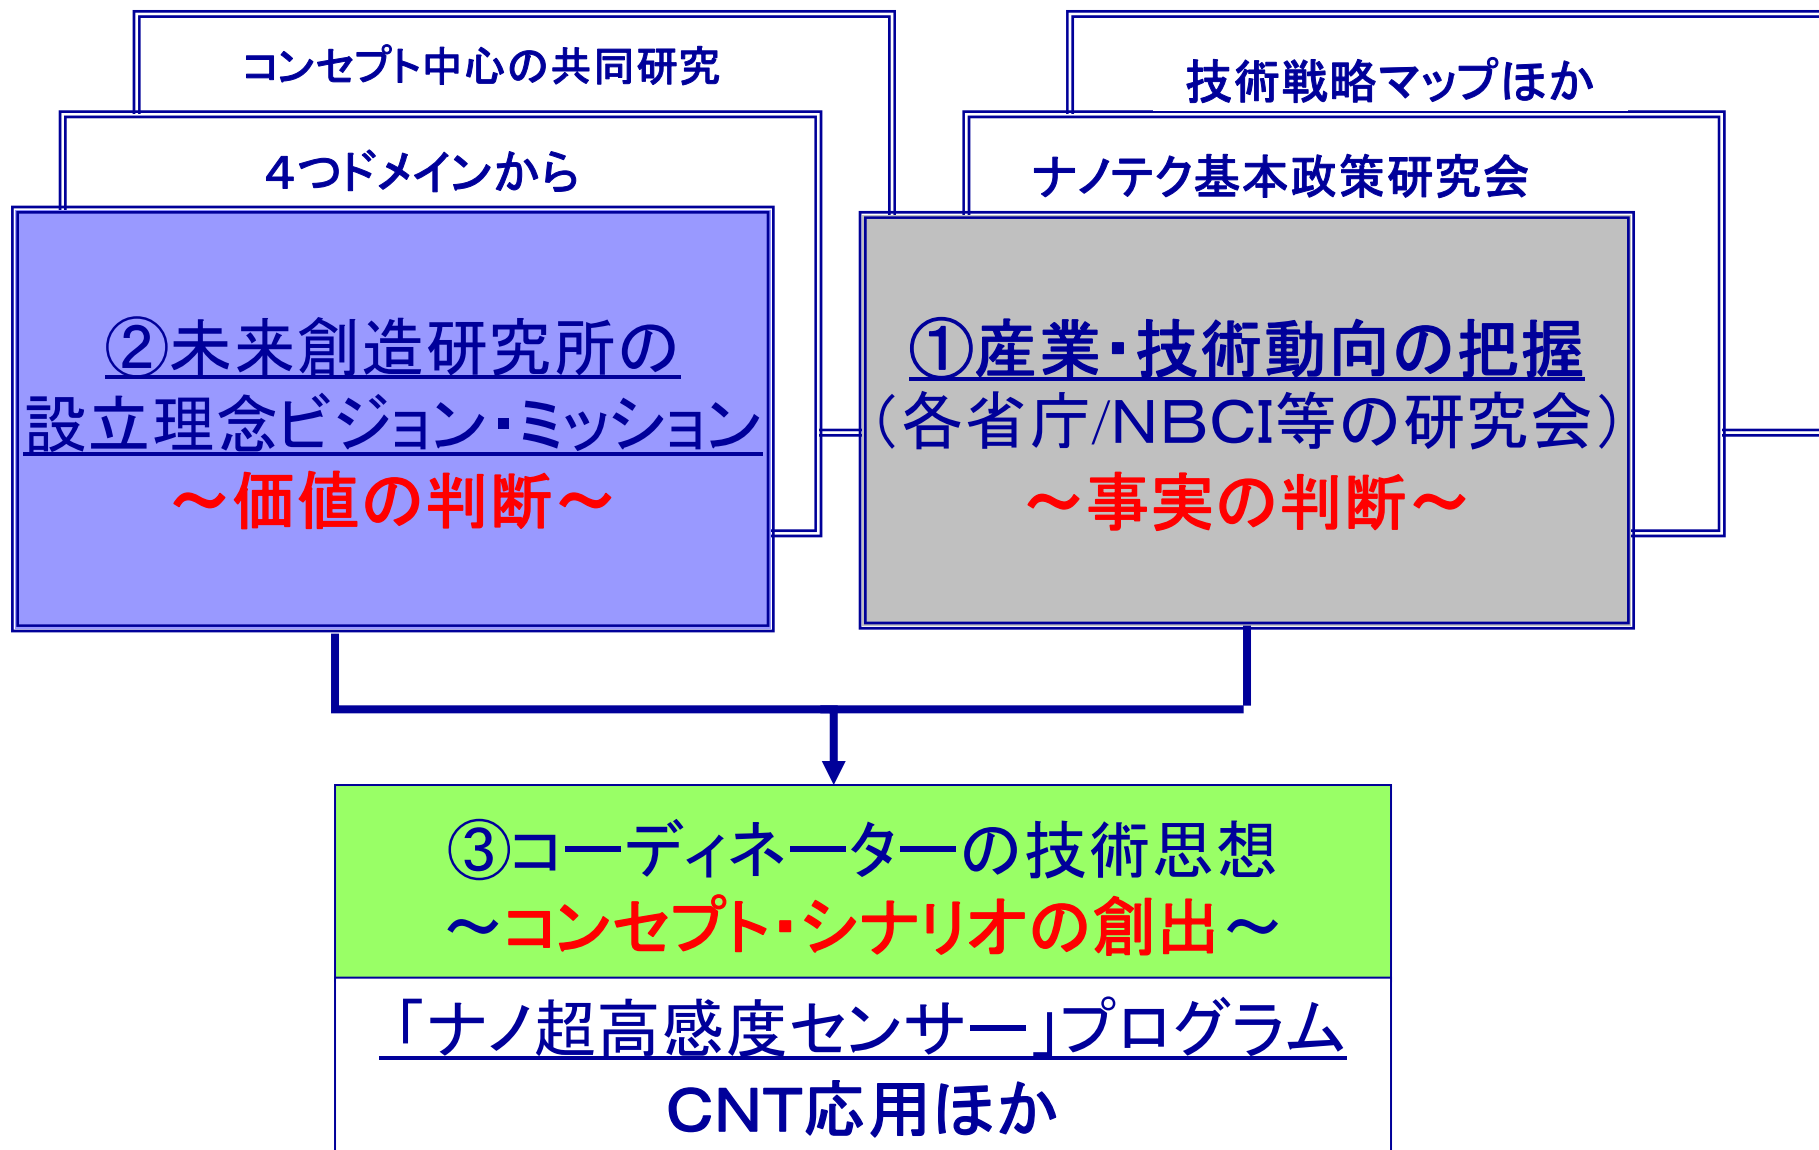 コンセプト中心の共同研究
4つドメインから
②未来創造研究所の
設立理念ビジョン・ミッション
～価値の判断～
技術戦略マップほか
ナノテク基本政策研究会
①産業・技術動向の把握
（各省庁/NBCI等の研究会）
～事実の判断～
③コーディネーターの技術思想
～コンセプト・シナリオの創出～
「ナノ超高感度センサー」プログラム
CNT応用ほか